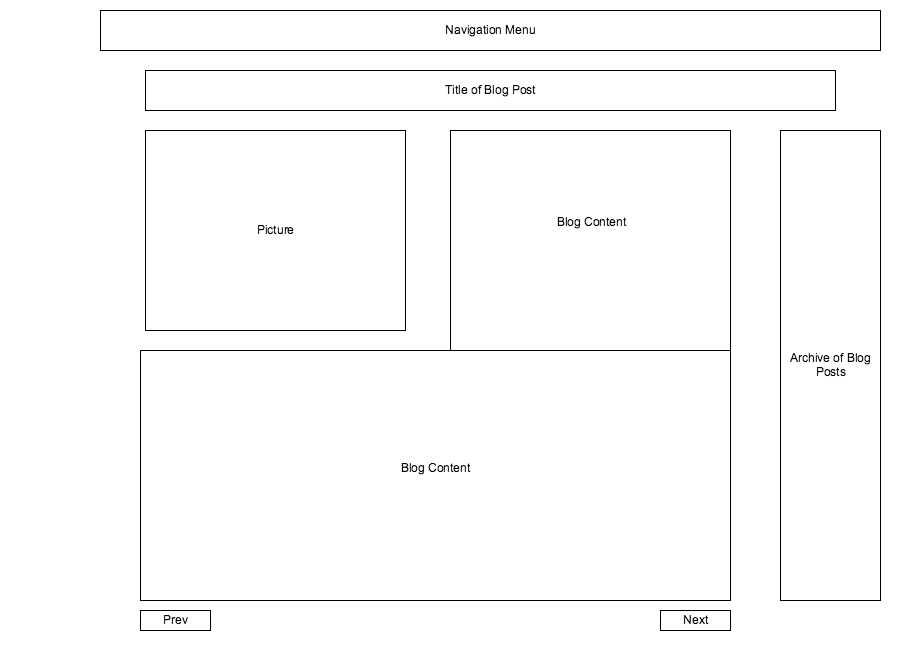 Navigation Menu
Title of Blog Post
Picture
Blog Content
Archive of Blog
Posts
Blog Content
Prev
Next